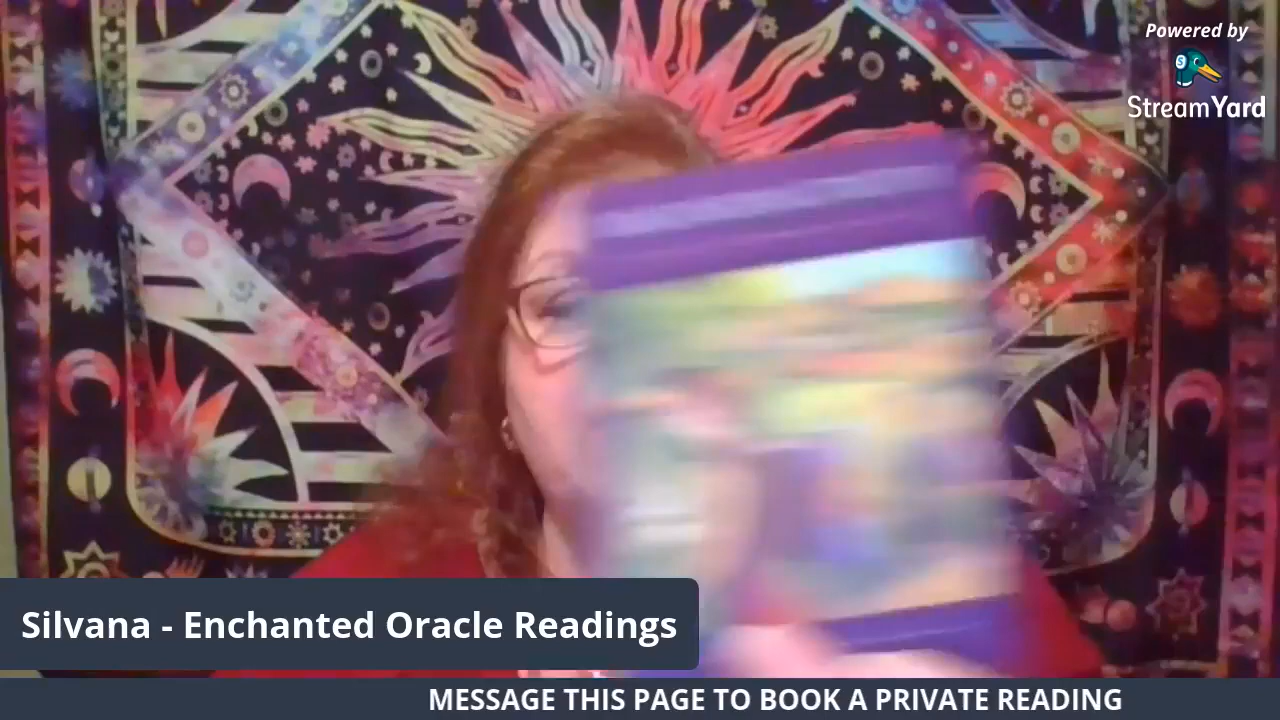 Powered by
StreamYard
Silvana - Enchanted Oracle Readings
MESSAGE THIS PAGE TO BOOK A PRIVATE READING